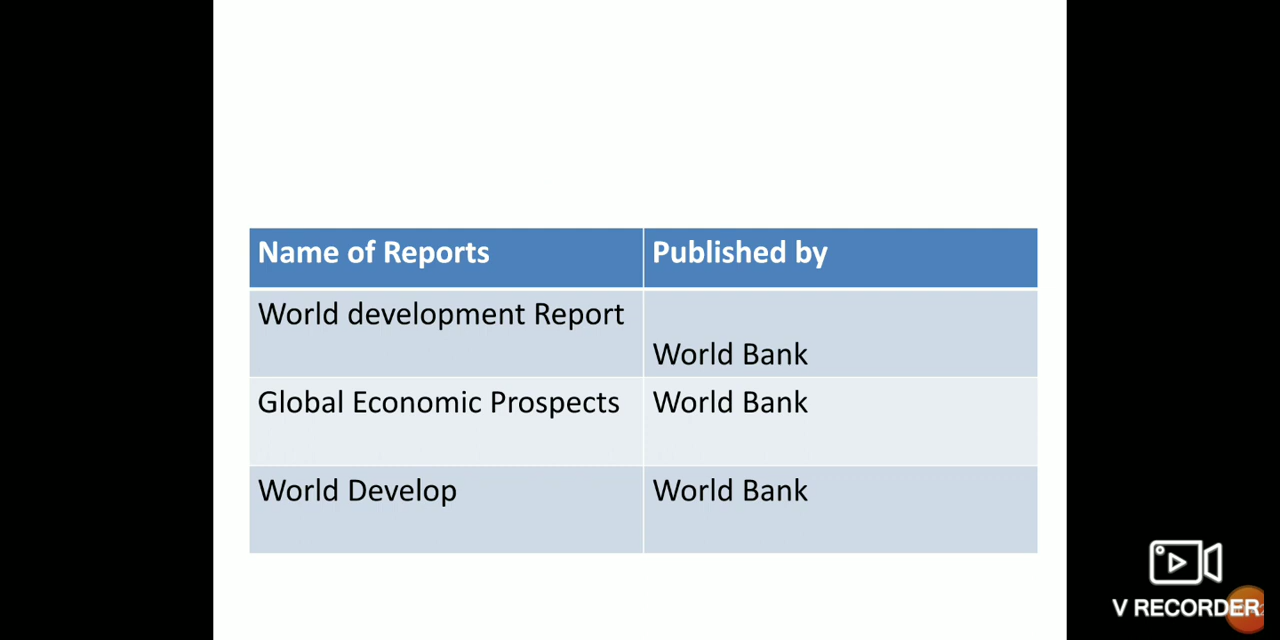 Name of Reports Published by
World development Report
World Bank
Global Economic Prospects World Bank
World Develop World Bank
V RECORDER